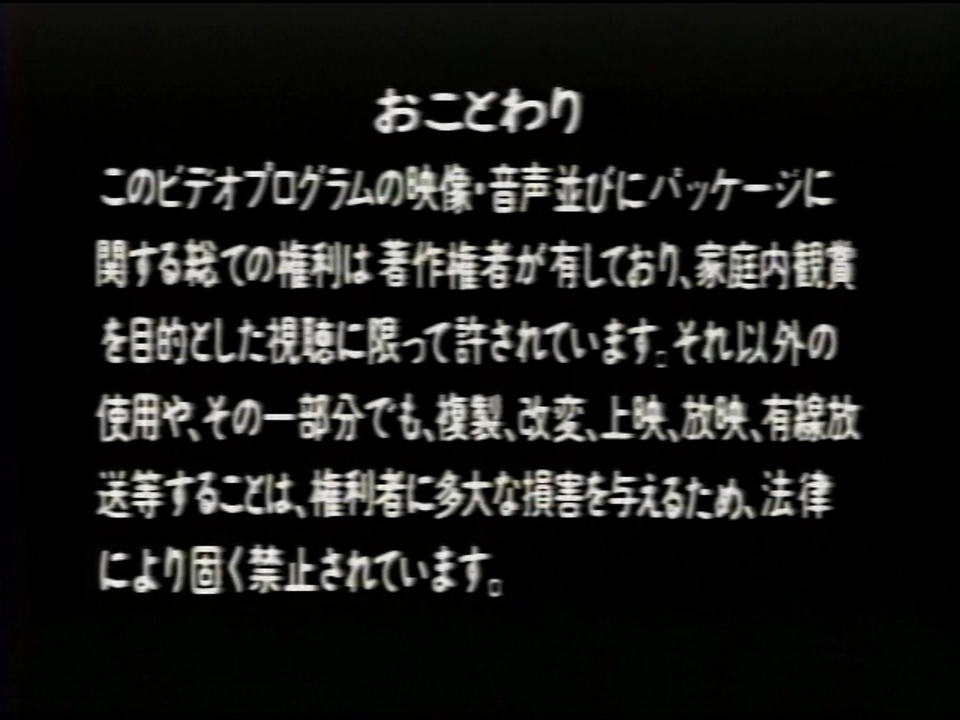 おことわり
このビデオプログラムの映像・音声並びにパッケージに
関する総ての権利は著作権者が有しており、家庭内観賞
を目的とした視聴に限って許されています。それ以外の
使用や、その一部分でも、複製、改変、上映、放映、有線放
送等することは、権利者に多大な損害を与えるため、法律
により固く禁止されています。